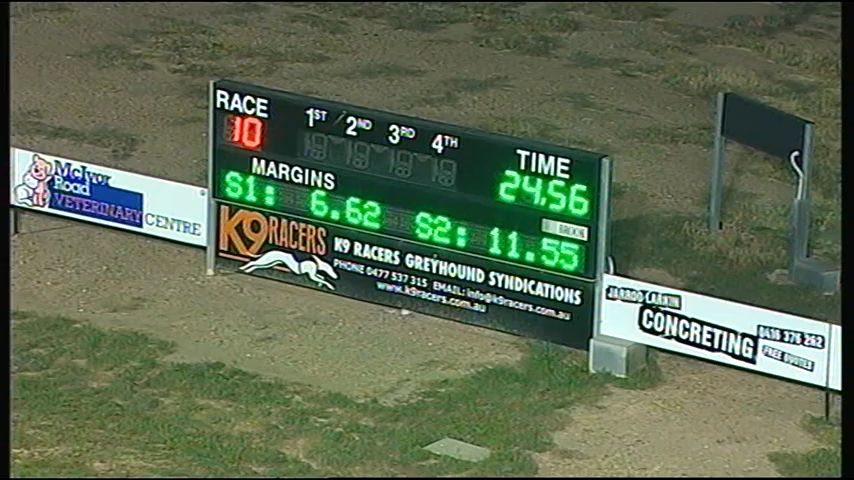 RACE
10
1ST 2ND 3RD 4TH
TIME
24.56
MARGINS
S1: 6.62 S2: 11.55
BROOK
K9 RACERS
K9 RACERS GREYHOUND SYNDICATIONS
PHONE 0477 537 315 EMAIL: info@k9racers.com.au
www.k9racers.com.au
McIvor
Road
VETERINARY CENTRE
JARROD LARKIN
CONCRETING
0416 376 262
FREE QUOTES